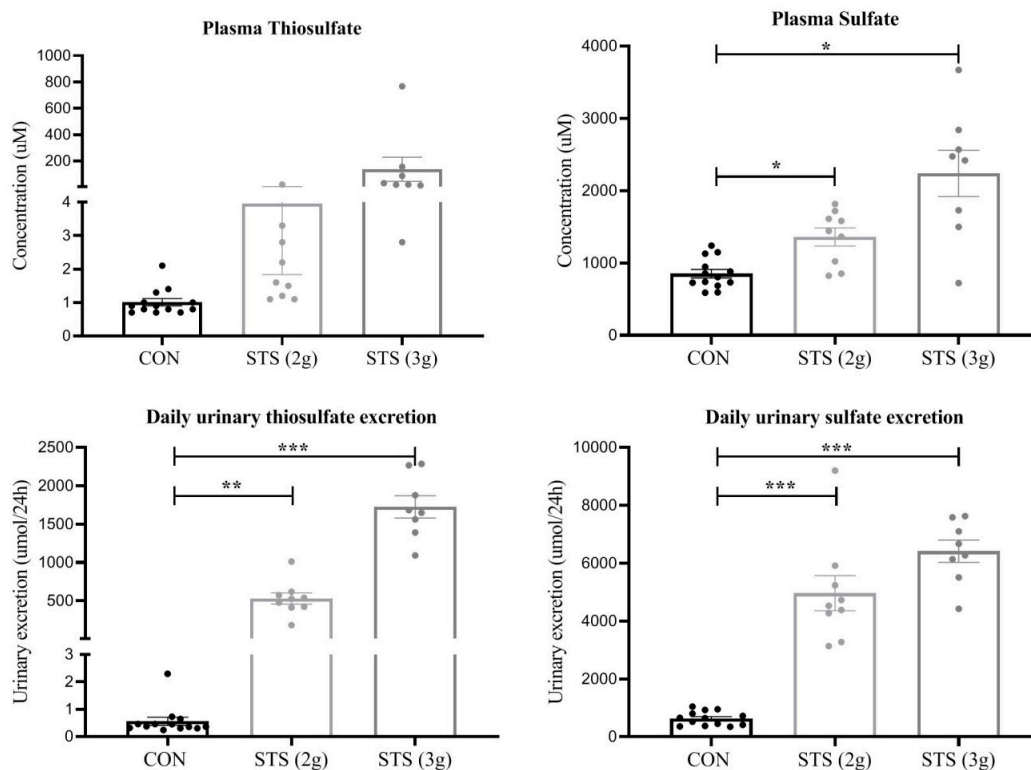 Plasma Thiosulfate
Concentration (uM)
1000
800
600
400
200
4
3
2
1
0
CON
STS (2g)
STS (3g)
Plasma Sulfate
Concentration (uM)
4000
3000
2000
1000
0
*
*
CON
STS (2g)
STS (3g)
Daily urinary thiosulfate excretion
Urinary excretion (umol/24h)
2500
2000
1500
1000
500
3
2
1
0
***
**
CON
STS (2g)
STS (3g)
Daily urinary sulfate excretion
Urinary excretion (umol/24h)
10000
8000
6000
4000
2000
0
***
***
CON
STS (2g)
STS (3g)